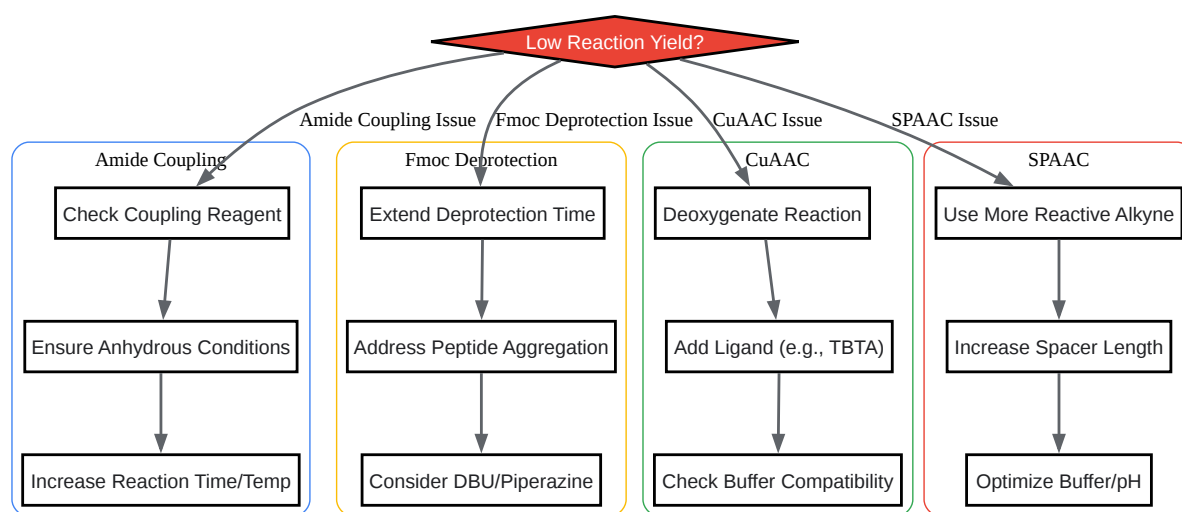 Low Reaction Yield?
Amide Coupling Issue
Fmoc Deprotection Issue
CuAAC Issue
SPAAC Issue
Amide Coupling
Fmoc Deprotection
CuAAC
SPAAC
Check Coupling Reagent
Extend Deprotection Time
Deoxygenate Reaction
Use More Reactive Alkyne
Ensure Anhydrous Conditions
Address Peptide Aggregation
Add Ligand (e.g., TBTA)
Increase Spacer Length
Increase Reaction Time/Temp
Consider DBU/Piperazine
Check Buffer Compatibility
Optimize Buffer/pH